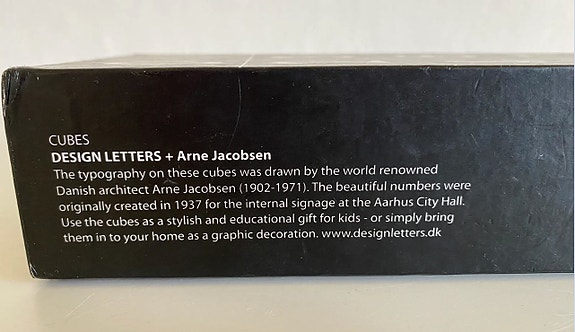 CUBES
DESIGN LETTERS + Arne Jacobsen
The typography on these cubes was drawn by the world renowned
Danish architect Arne Jacobsen (1902-1971). The beautiful numbers were
originally created in 1937 for the internal signage at the Aarhus City Hall.
Use the cubes as a stylish and educational gift for kids - or simply bring
them in to your home as a graphic decoration. www.designletters.dk